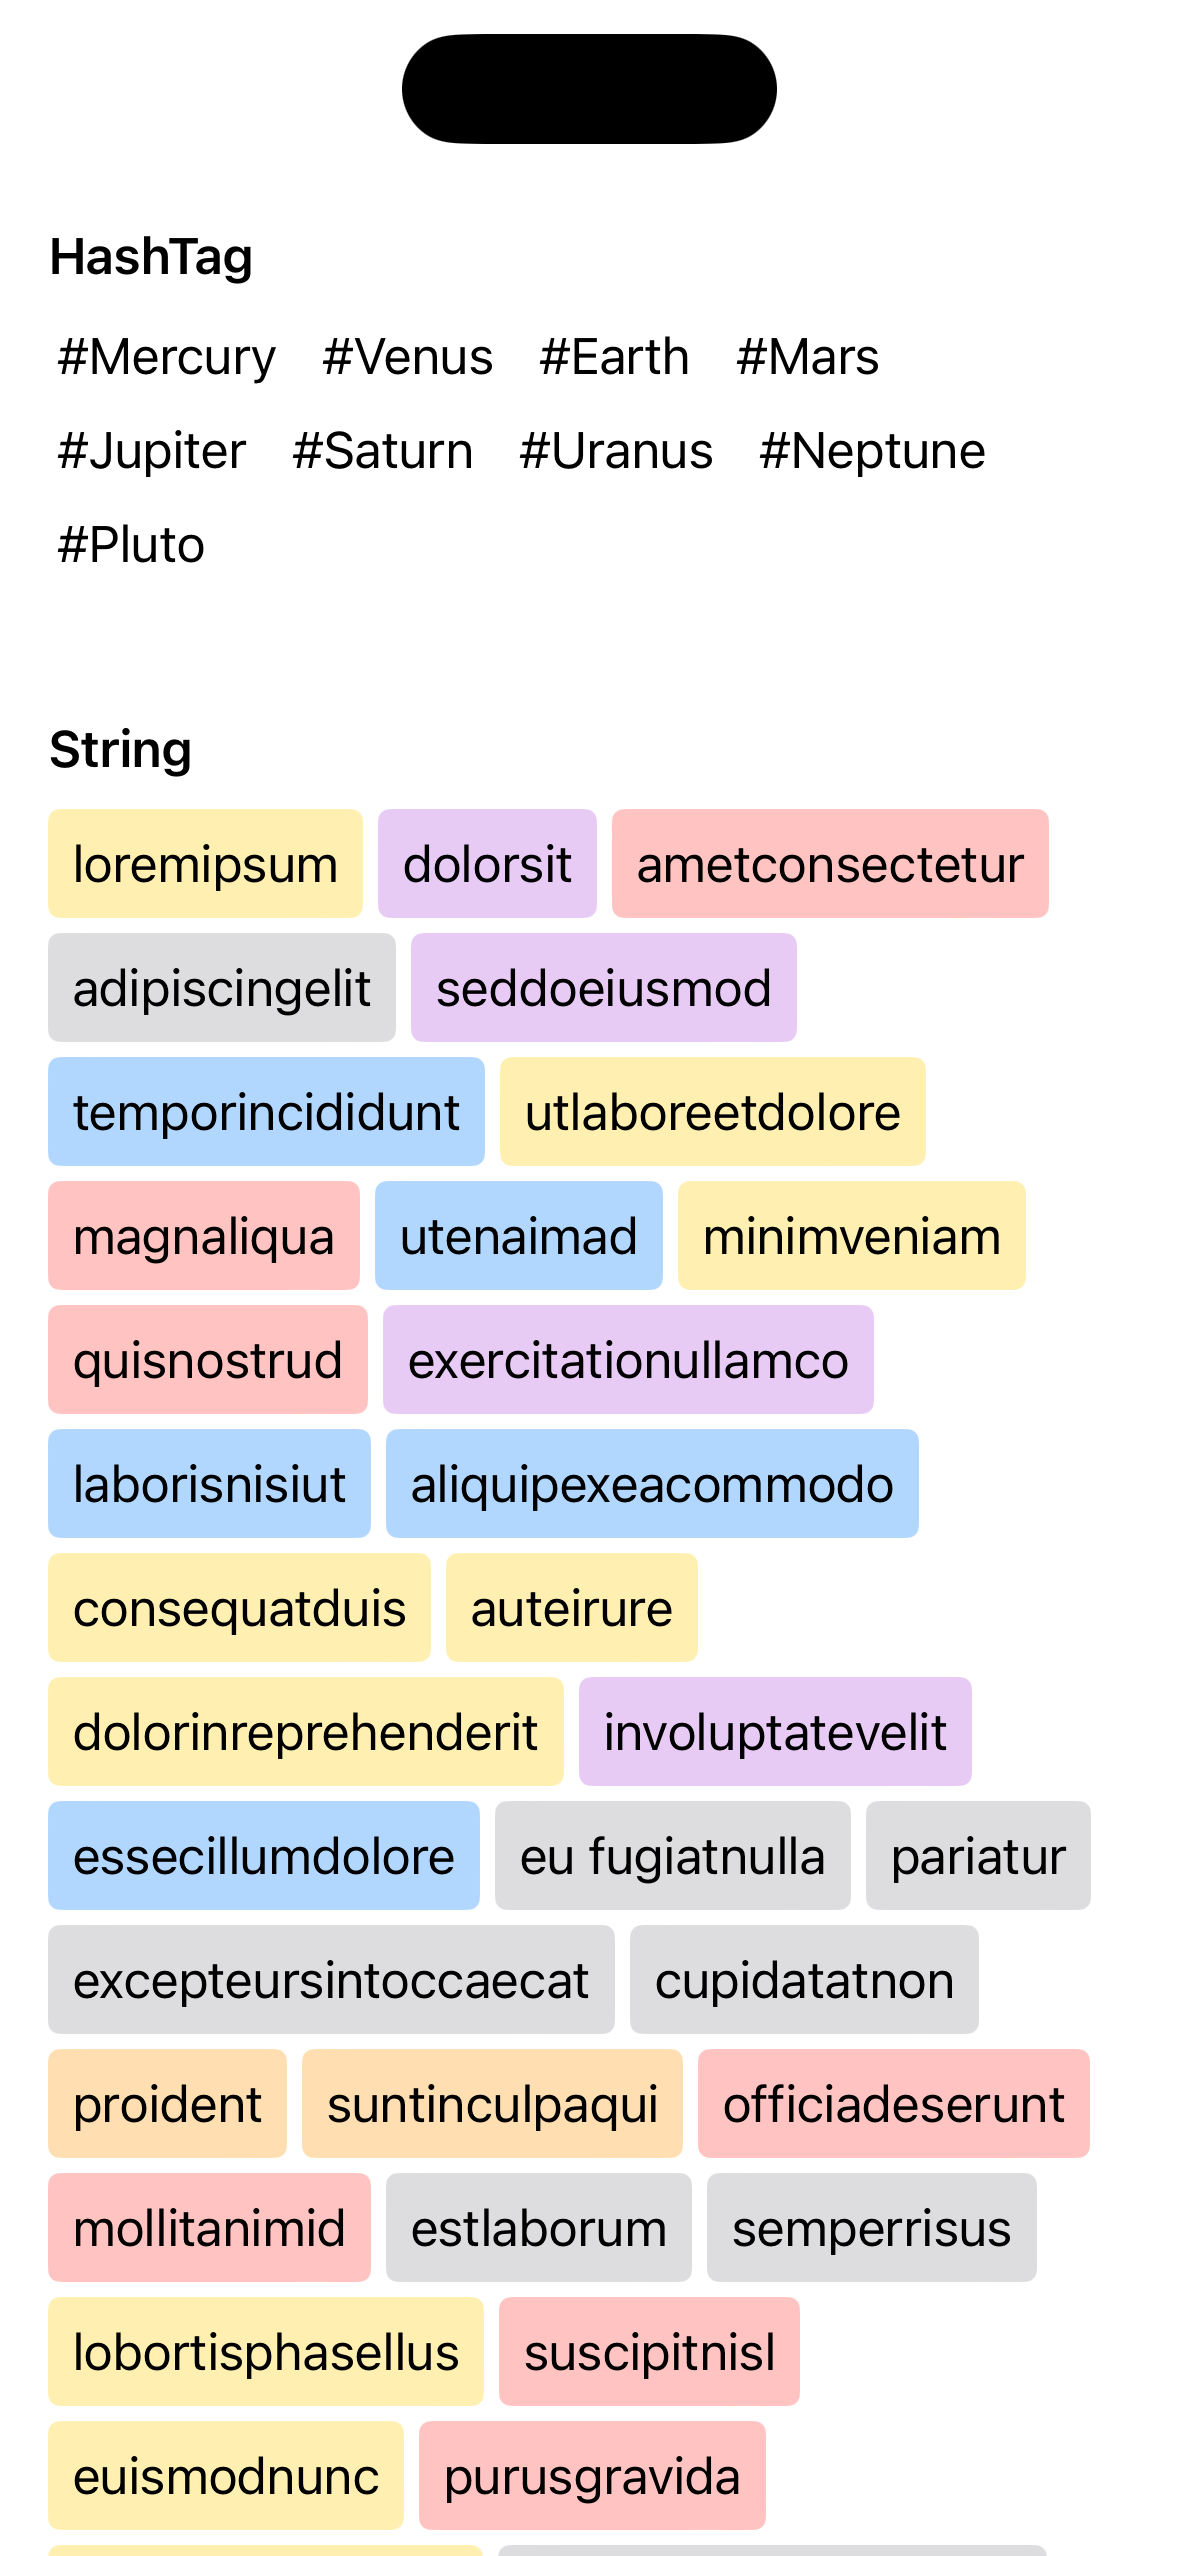 HashTag
#Mercury #Venus #Earth #Mars
#Jupiter #Saturn #Uranus #Neptune
#Pluto
String
loremipsum dolorsit ametconsectetur
adipiscingelit seddoeiusmod
temporincididunt utlaboreetdolore
magnaliqua utenaimad minimveniam
quisnostrud exercitationullamco
laborisnisiut aliquipexeacommodo
consequatduis auteirure
dolorinreprehenderit involuptatevelit
essecillumdolore eu fugiatnulla pariatur
excepteursintoccaecat cupidatatnon
proident suntinculpaqui officiadeserunt
mollitanimid estlaborum semperrisus
lobortisphasellus suscipitnisl
euismodnunc purusgravida